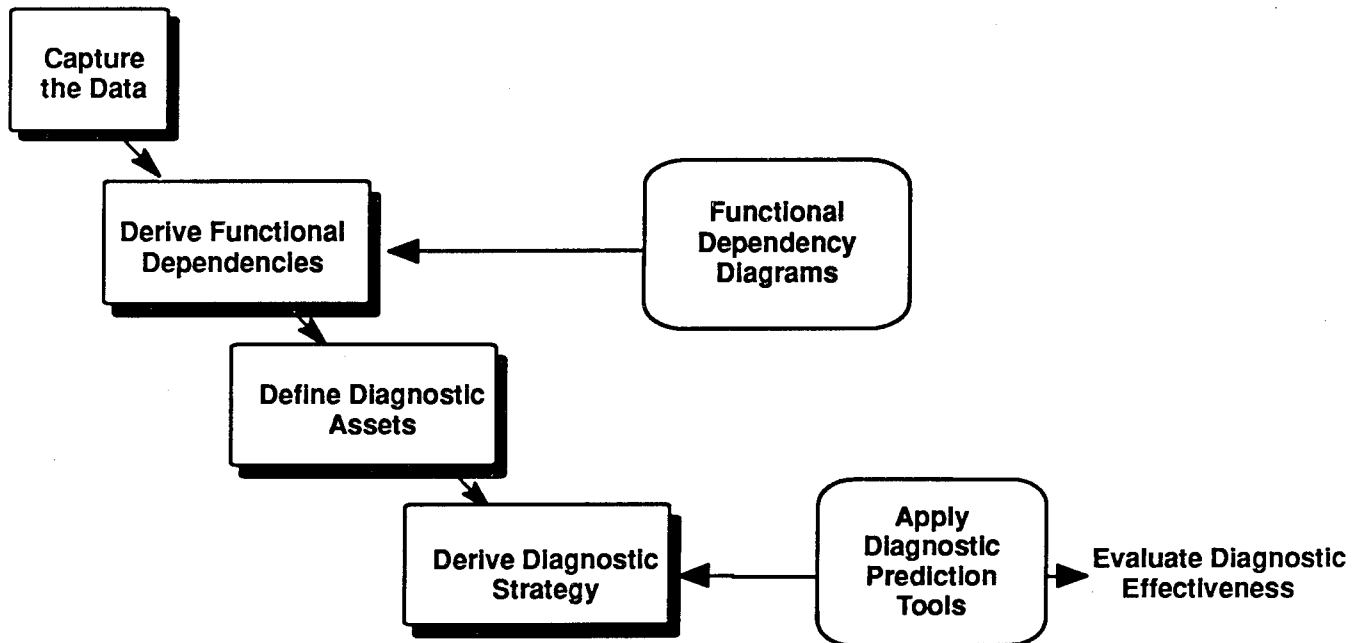 Capture
the Data
Derive Functional
Dependencies
Functional
Dependency
Diagrams
Define Diagnostic
Assets
Derive Diagnostic
Strategy
Apply
Diagnostic
Prediction
Tools
Evaluate Diagnostic
Effectiveness